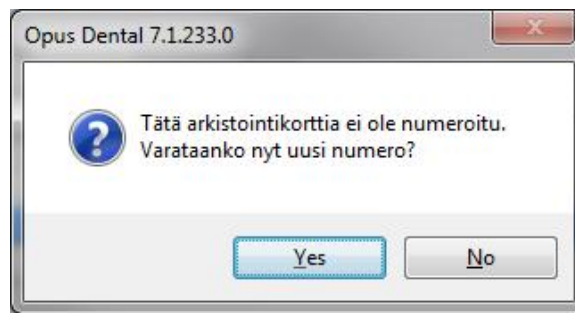 Opus Dental 7.1.233.0
Tätä arkistointikorttia ei ole numeroitu.
Varataanko nyt uusi numero?
Yes
No